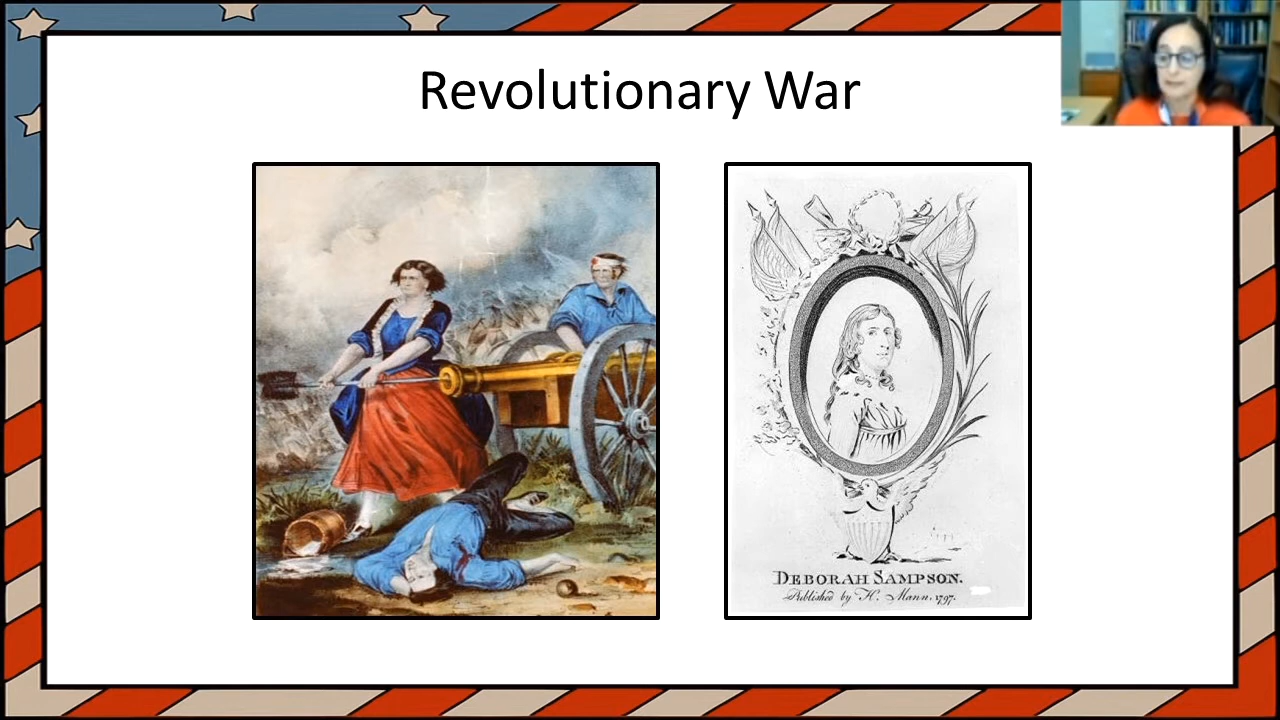 Revolutionary War
DEBORAH SAMPSON.
Published by H. Mann. 1797.